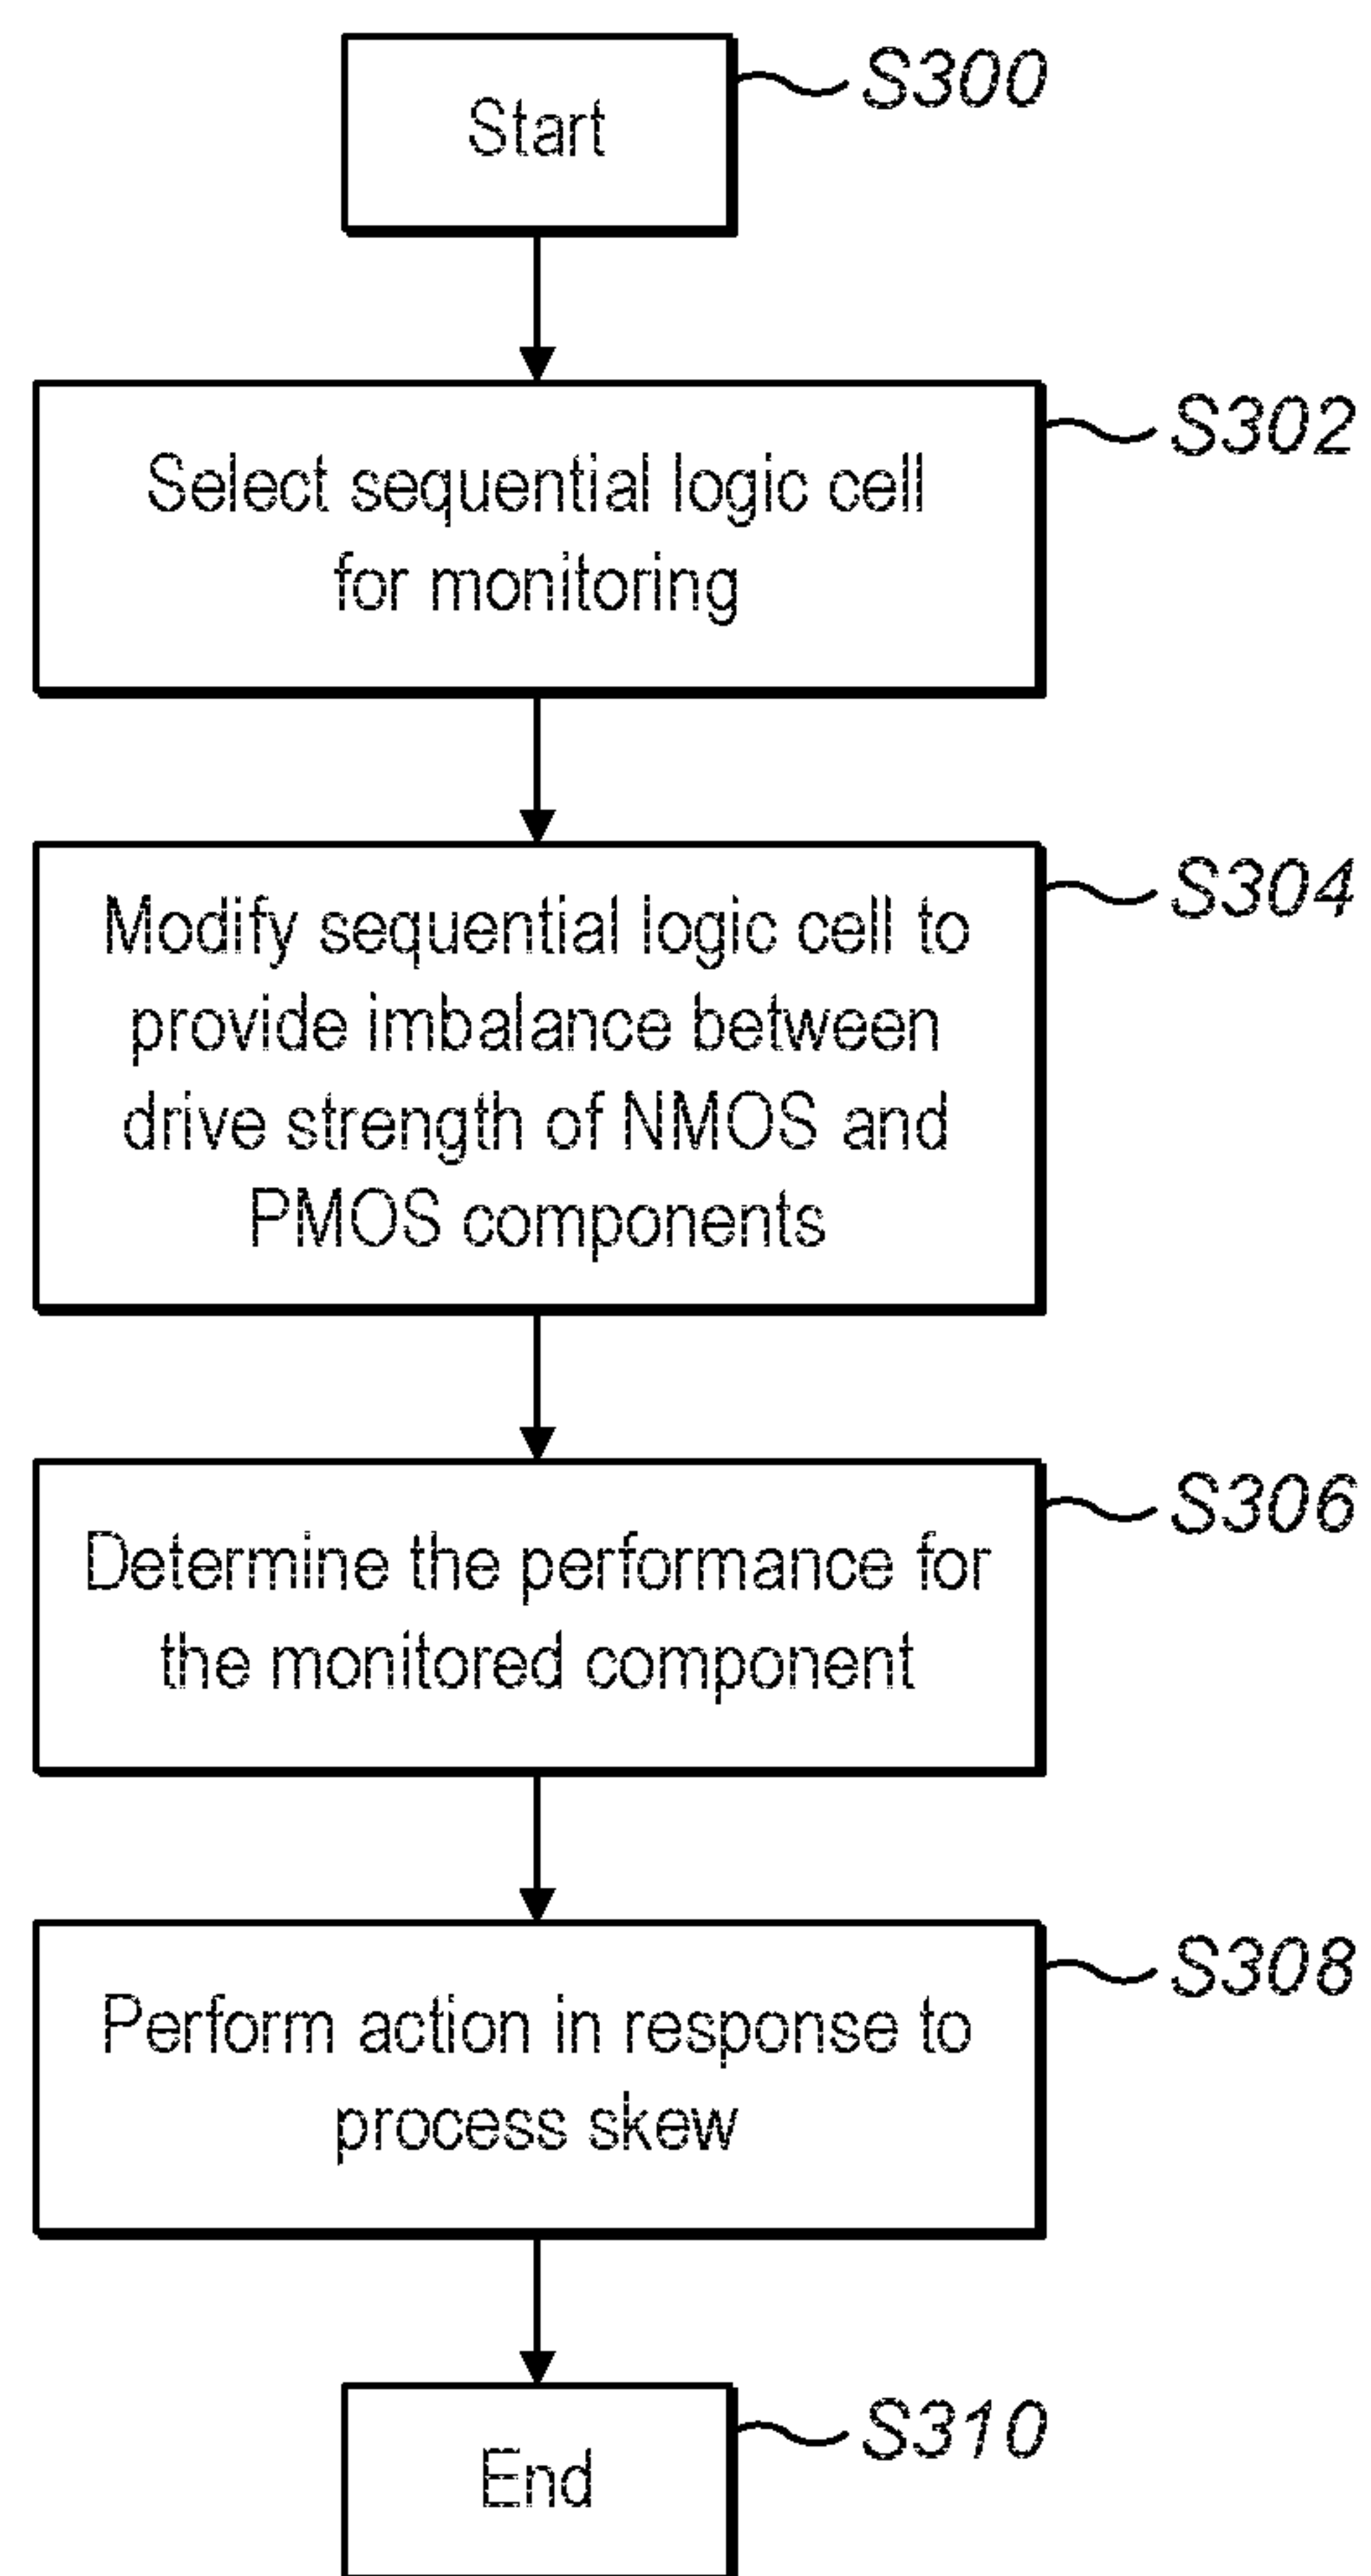 Start
S300
Select sequential logic cell
for monitoring
S302
Modify sequential logic cell to
provide imbalance between
drive strength of NMOS and
PMOS components
S304
Determine the performance for
the monitored component
S306
Perform action in response to
process skew
S308
End
S310